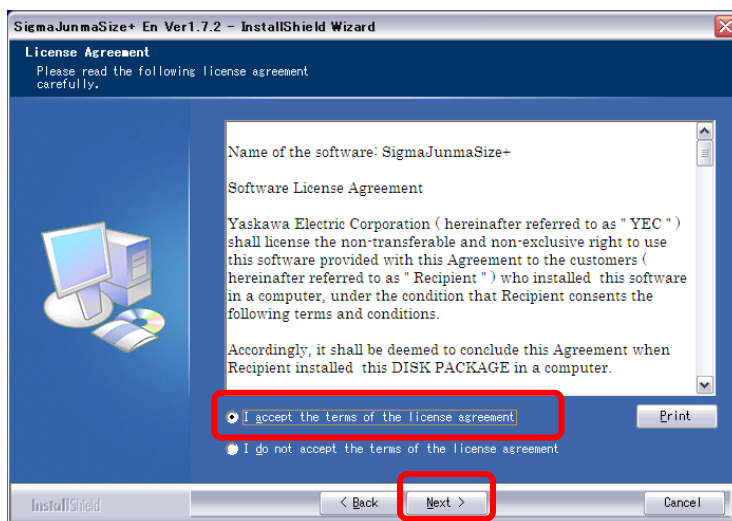 SigmaJunmaSize+ En Ver1.7.2 - InstallShield Wizard
License Agreement
Please read the following license agreement
carefully.
Name of the software: SigmaJunmaSize+
Software License Agreement
Yaskawa Electric Corporation ( hereinafter referred to as " YEC " )
shall license the non-transferable and non-exclusive right to use
this software provided with this Agreement to the customers (
hereinafter referred to as " Recipient " ) who installed this software
in a computer, under the condition that Recipient consents the
following terms and conditions.
Accordingly, it shall be deemed to conclude this Agreement when
Recipient installed this DISK PACKAGE in a computer.
I accept the terms of the license agreement
Print
I do not accept the terms of the license agreement
InstallShield
< Back
Next >
Cancel